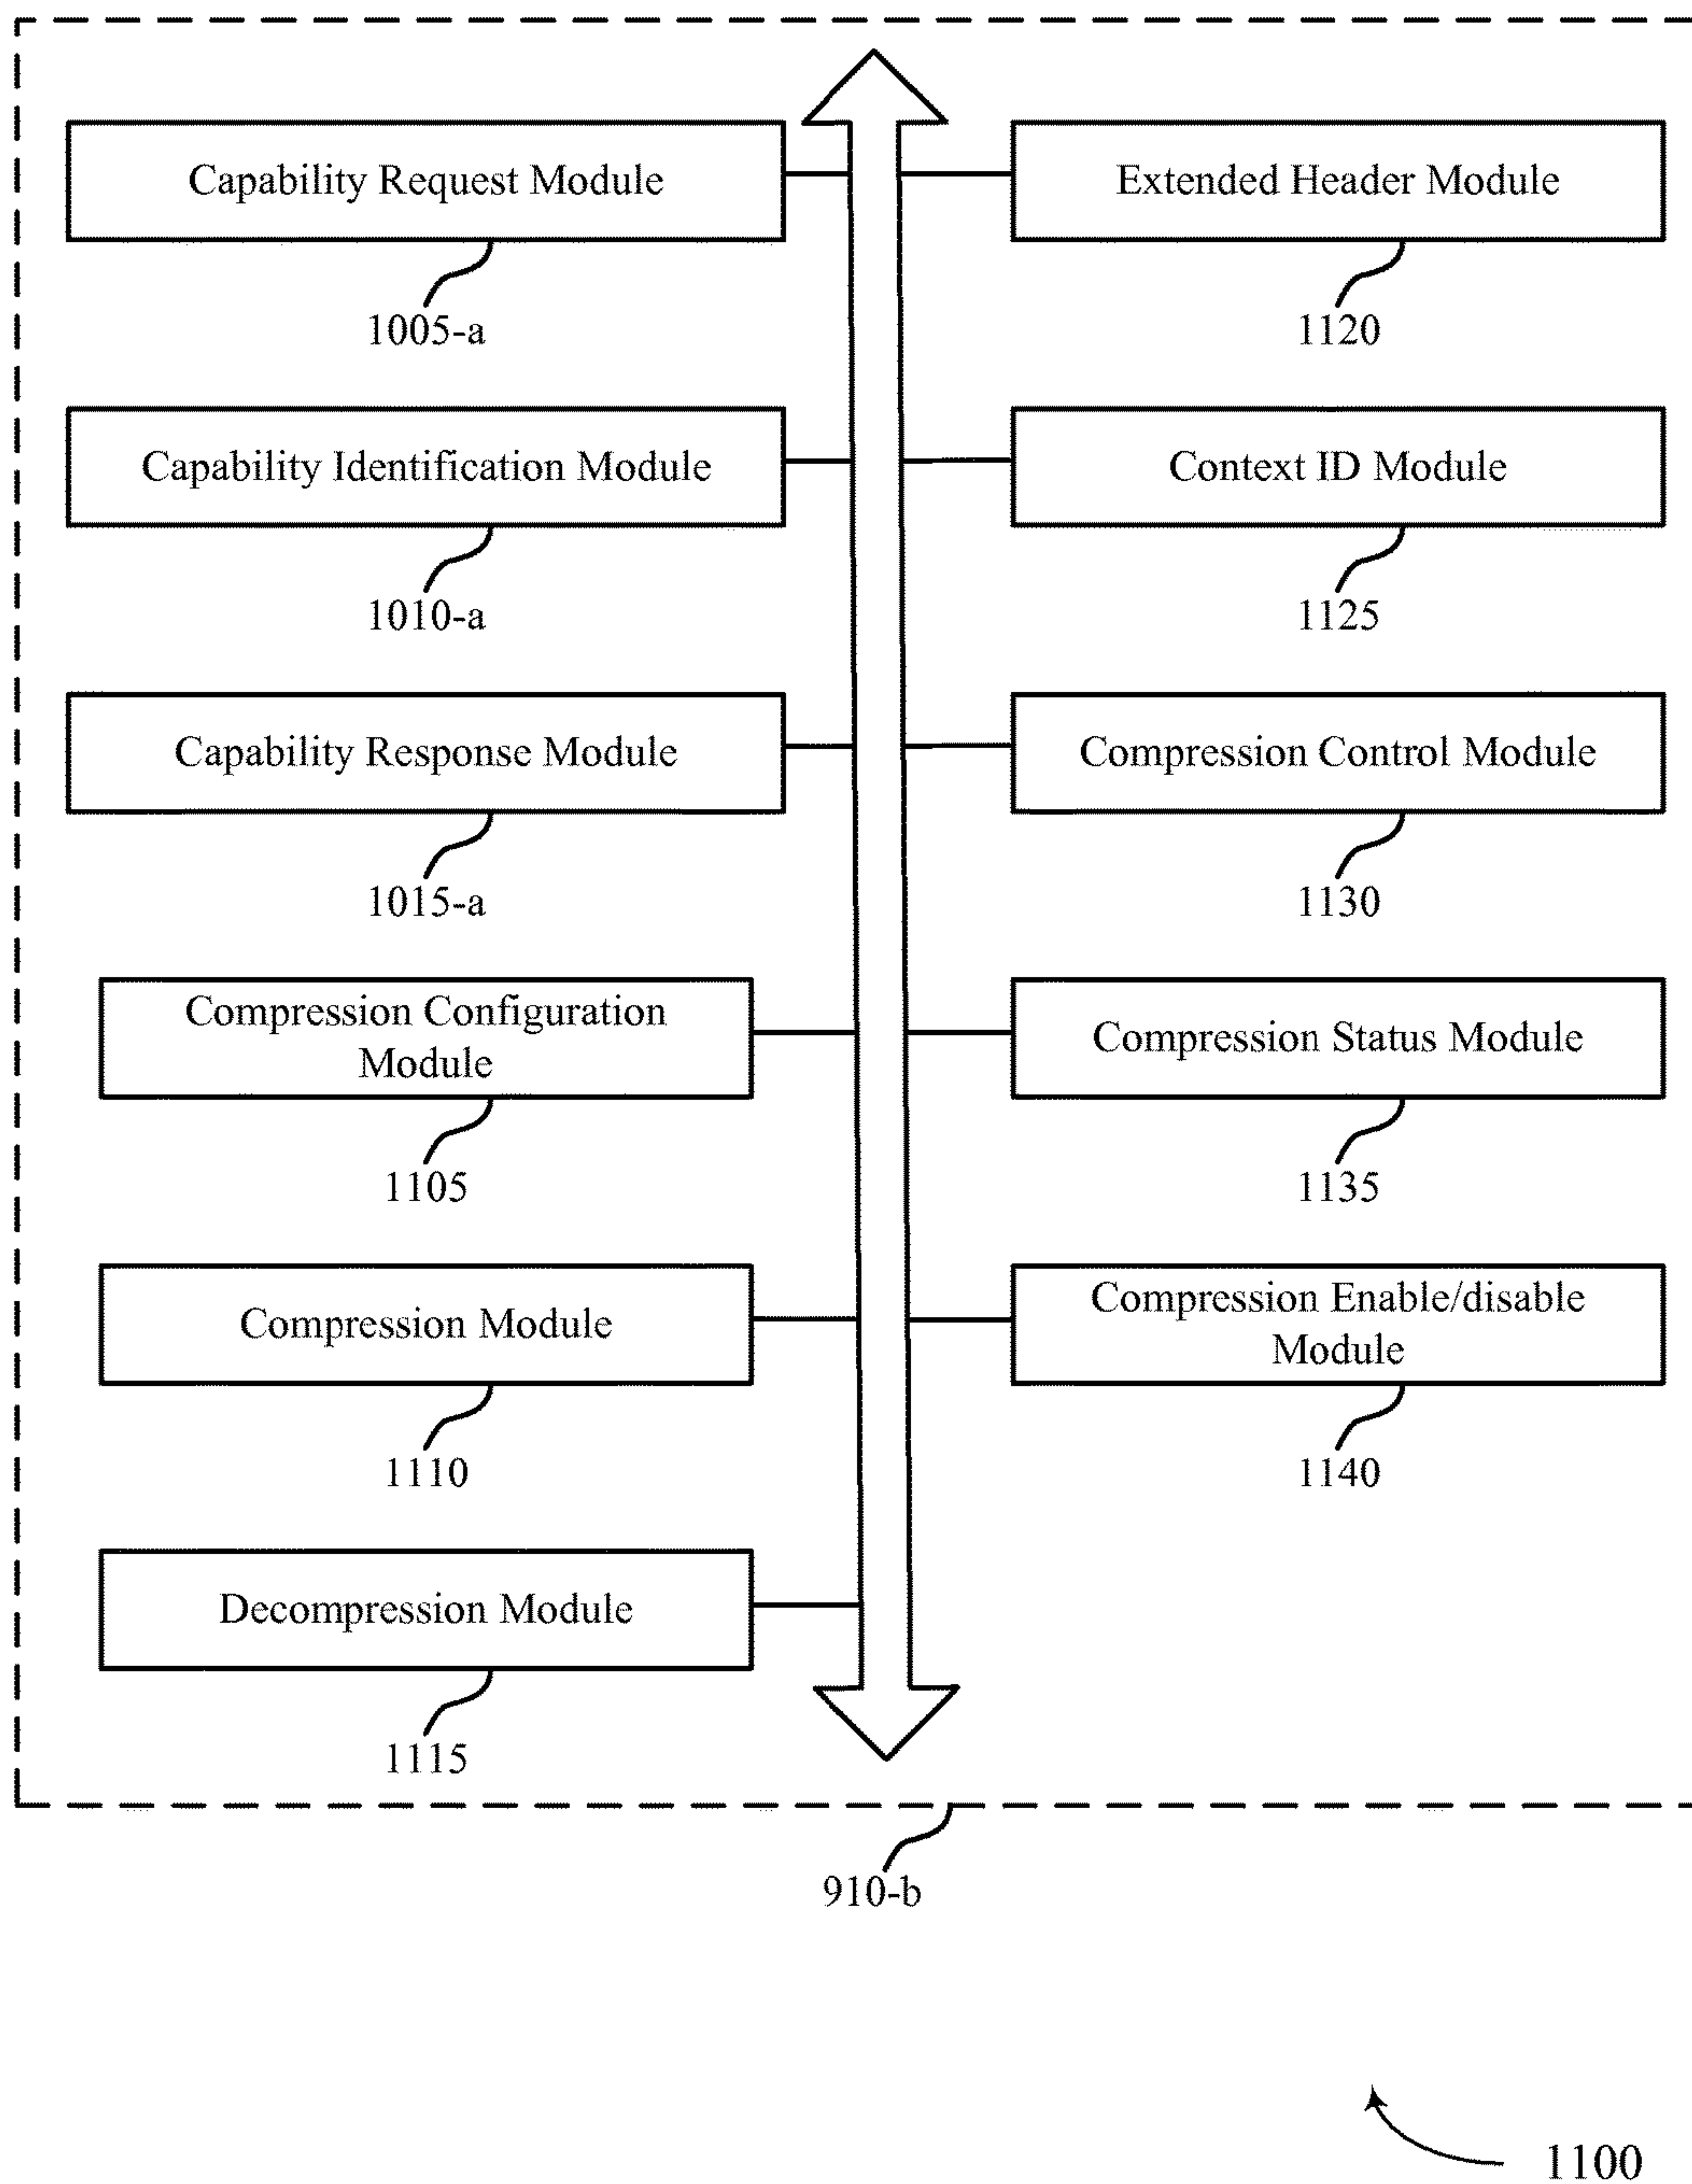 Capability Request Module
1005-a
Capability Identification Module
1010-a
Capability Response Module
1015-a
Compression Configuration
Module
1105
Compression Module
1110
Decompression Module
1115
Extended Header Module
1120
Context ID Module
1125
Compression Control Module
1130
Compression Status Module
1135
Compression Enable/disable
Module
1140
910-b
1100